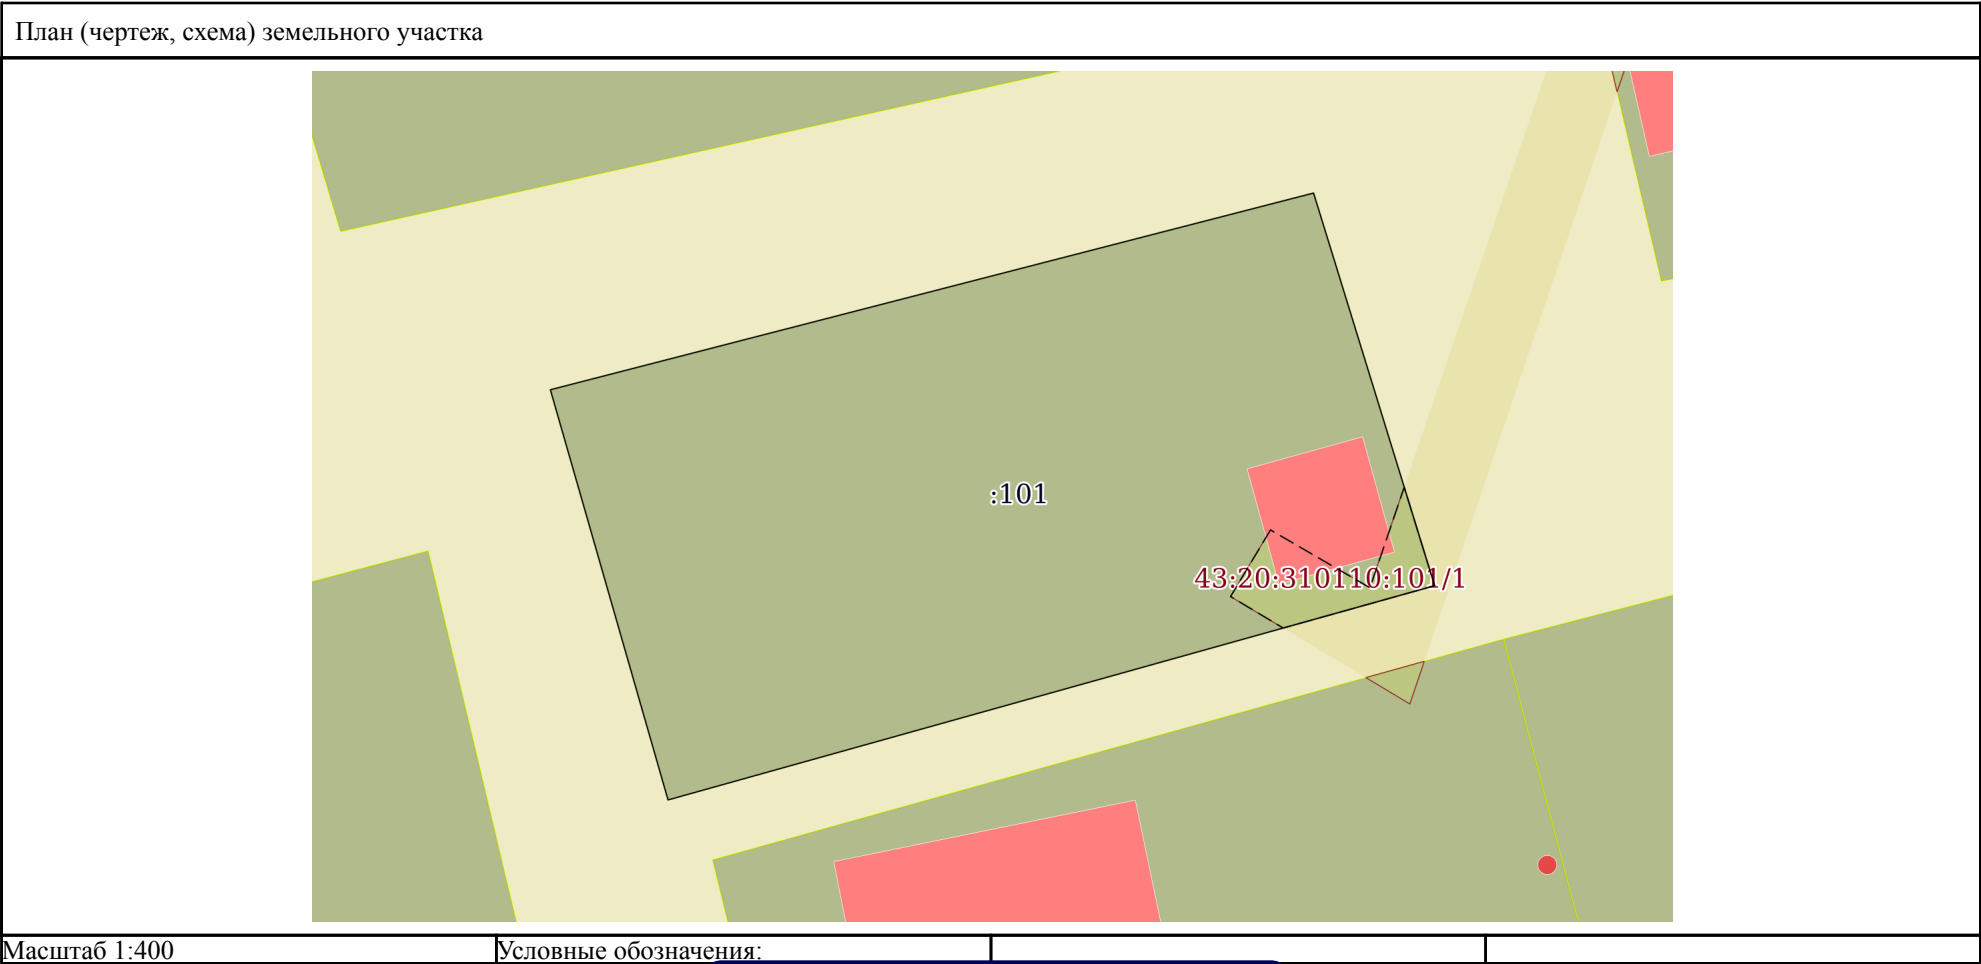 План (чертеж, схема) земельного участка
:101
43:20:310110:101/1
Масштаб 1:400
Условные обозначения: